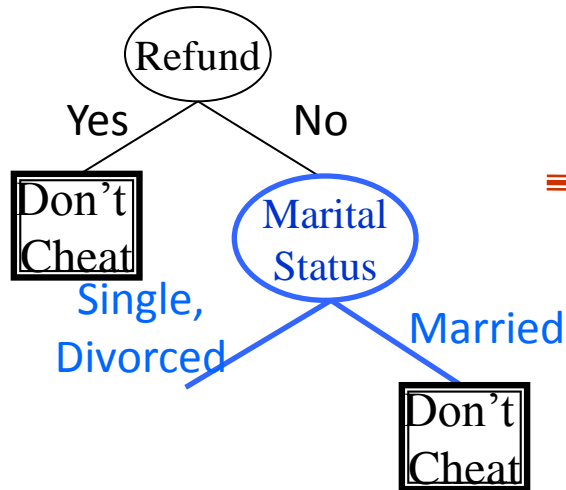 Refund
Yes
No
Don’t
Cheat
Marital
Status
Single,
Divorced
Married
Don’t
Cheat